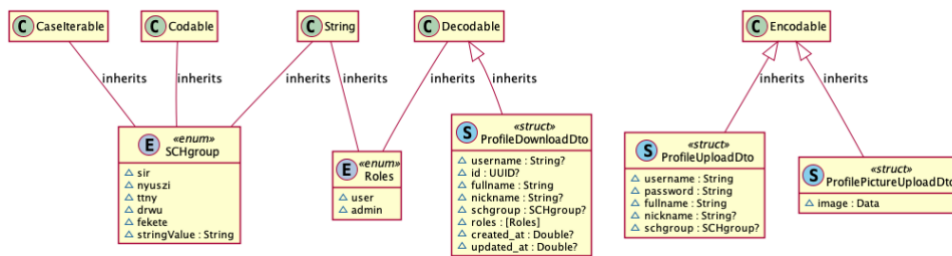 C CaseIterable
C Codable
C String
C Decodable
C Encodable
inherits
inherits
inherits
inherits
inherits
inherits
inherits
inherits
«enum»
E SCHgroup
sir
nyuszi
ttny
drwu
fekete
stringValue : String
«enum»
E Roles
user
admin
«struct»
S ProfileDownloadDto
username : String?
id : UUID?
fullname : String
nickname : String?
schgroup : SCHgroup?
roles : [Roles]
created_at : Double?
updated_at : Double?
«struct»
S ProfileUploadDto
username : String
password : String
fullname : String
nickname : String?
schgroup : SCHgroup?
«struct»
S ProfilePictureUploadDto
image : Data